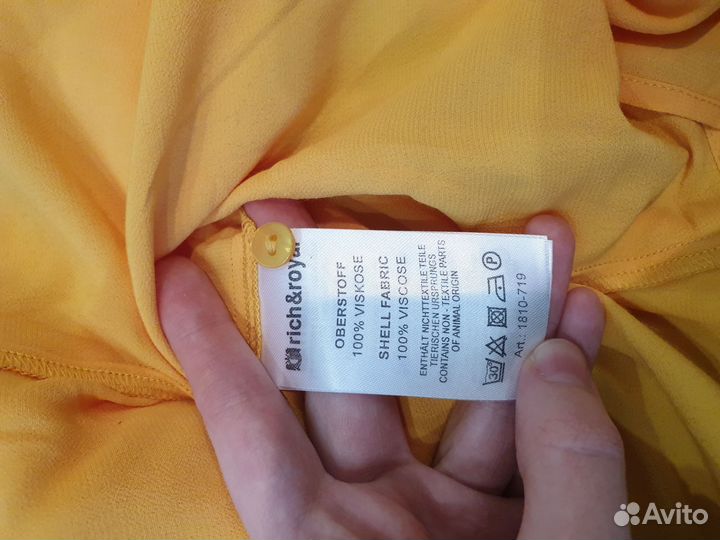 rich&royal
OBERSTOFF
100% VISKOSE
SHELL FABRIC
100% VISCOSE
ENTHÄLT NICHTTEXTILE TEILE
TIERISCHEN URSPRUNGS
CONTAINS NON - TEXTILE PARTS
OF ANIMAL ORIGIN
30°
P
Art.: 1810-719
Avito